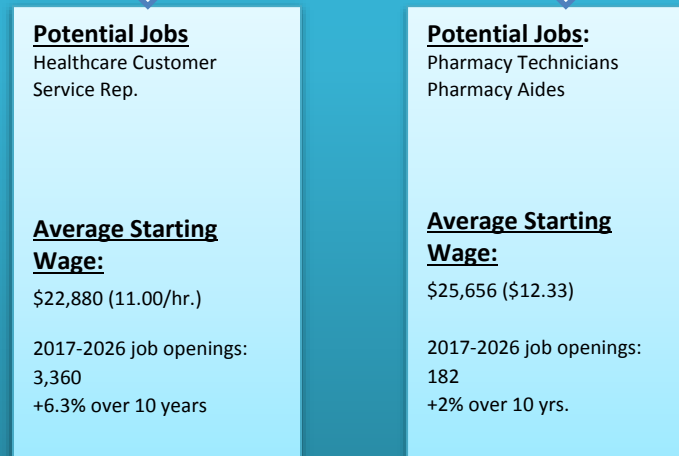 Potential Jobs
Healthcare Customer
Service Rep.
Average Starting
Wage:
$22,880 (11.00/hr.)
2017-2026 job openings:
3,360
+6.3% over 10 years
Potential Jobs:
Pharmacy Technicians
Pharmacy Aides
Average Starting
Wage:
$25,656 ($12.33)
2017-2026 job openings:
182
+2% over 10 yrs.